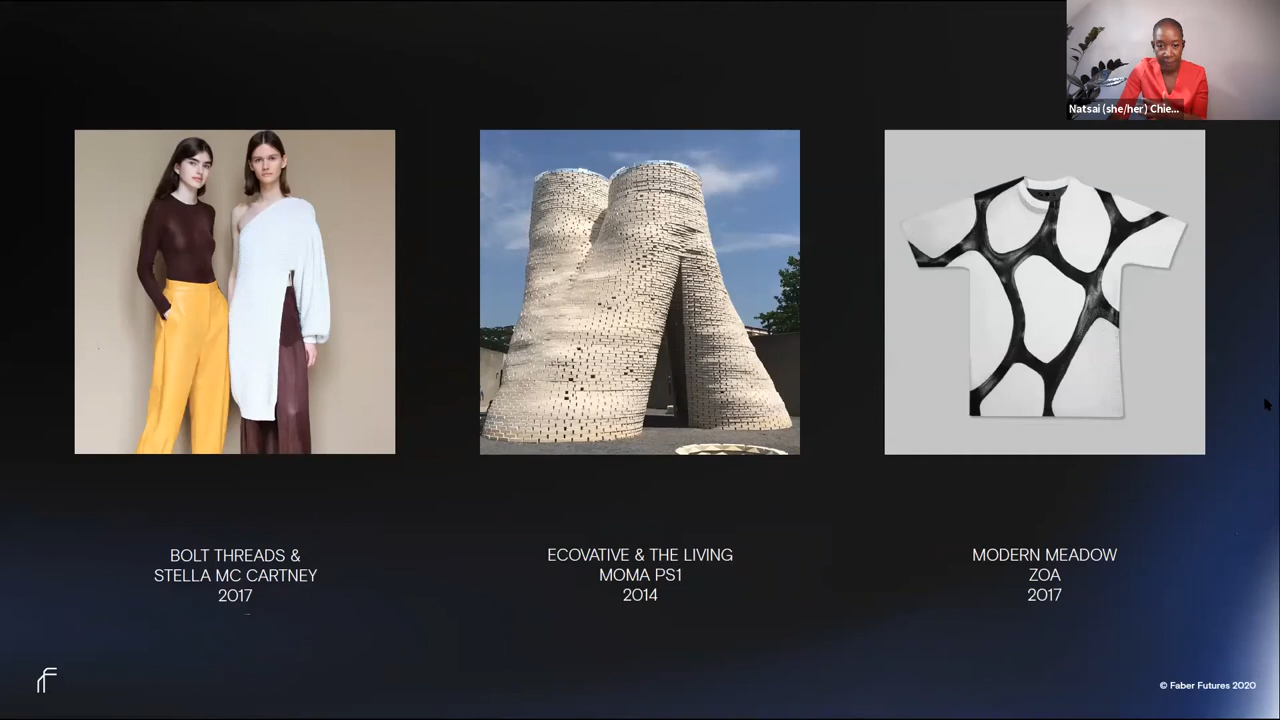 Natsai (she/her) Chie...
BOLT THREADS &
STELLA MC CARTNEY
2017
ECOVATIVE & THE LIVING
MOMA PS1
2014
MODERN MEADOW
ZOA
2017
© Faber Futures 2020